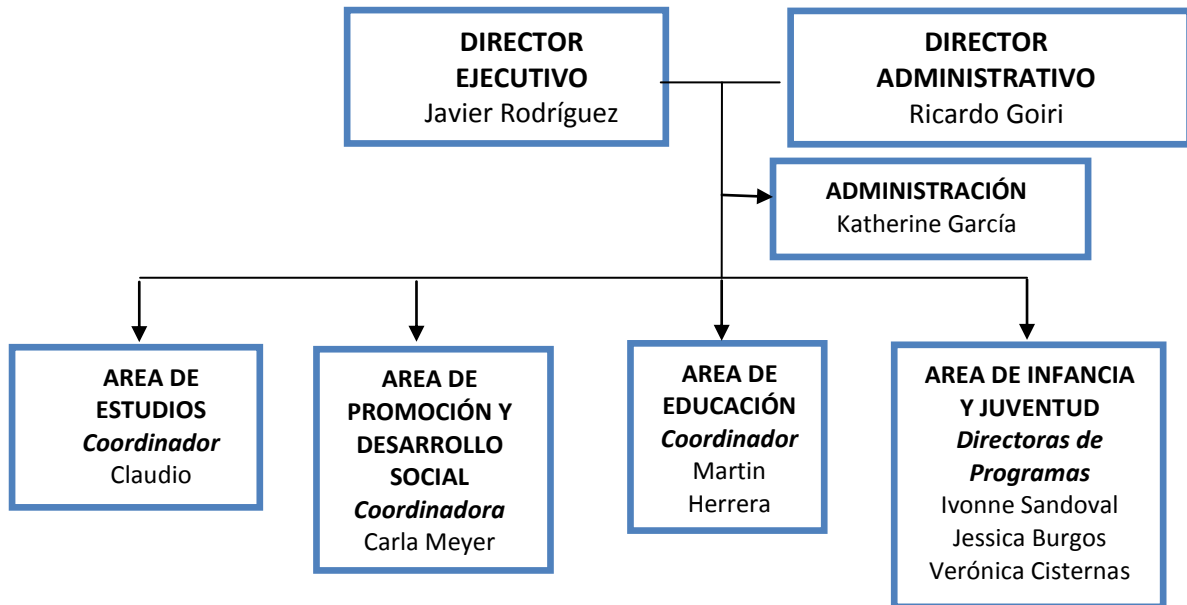 DIRECTOR
EJECUTIVO
Javier Rodríguez
DIRECTOR
ADMINISTRATIVO
Ricardo Goiri
ADMINISTRACIÓN
Katherine García
AREA DE
ESTUDIOS
Coordinador
Claudio
AREA DE
PROMOCIÓN Y
DESARROLLO
SOCIAL
Coordinadora
Carla Meyer
AREA DE
EDUCACIÓN
Coordinador
Martin
Herrera
AREA DE INFANCIA
Y JUVENTUD
Directoras de
Programas
Ivonne Sandoval
Jessica Burgos
Verónica Cisternas